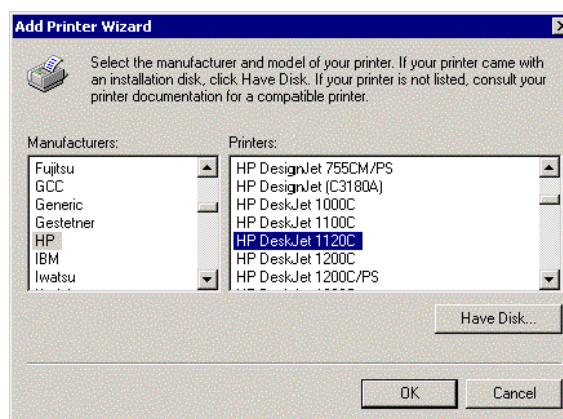 Add Printer Wizard
Select the manufacturer and model of your printer. If your printer came with
an installation disk, click Have Disk. If your printer is not listed, consult your
printer documentation for a compatible printer.
Manufacturers:
Fujitsu
GCC
Generic
Gestetner
HP
IBM
Iwatsu
Printers:
HP DesignJet 755CM/PS
HP DesignJet (C3180A)
HP DeskJet 1000C
HP DeskJet 1100C
HP DeskJet 1120C
HP DeskJet 1200C
HP DeskJet 1200C/PS
Have Disk...
OK
Cancel